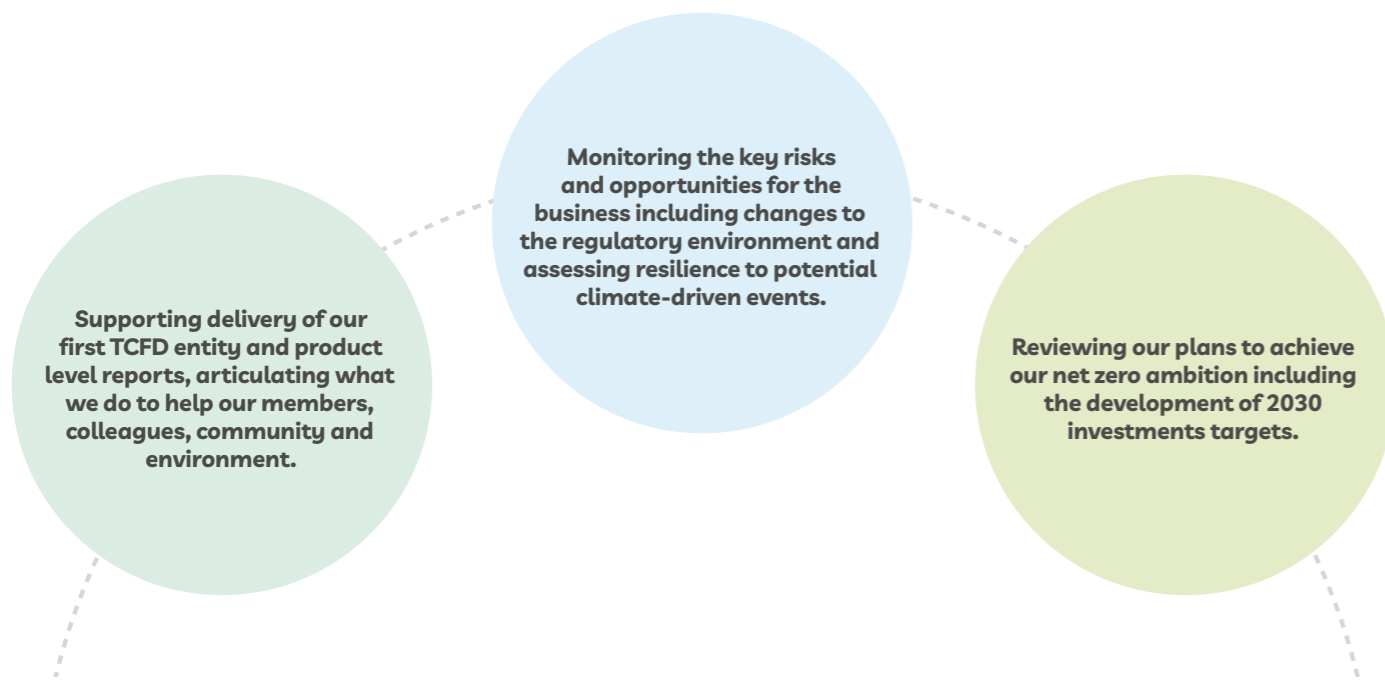 Supporting delivery of our
first TCFD entity and product
level reports, articulating what
we do to help our members,
colleagues, community and
environment.
Monitoring the key risks
and opportunities for the
business including changes to
the regulatory environment and
assessing resilience to potential
climate-driven events.
Reviewing our plans to achieve
our net zero ambition including
the development of 2030
investments targets.